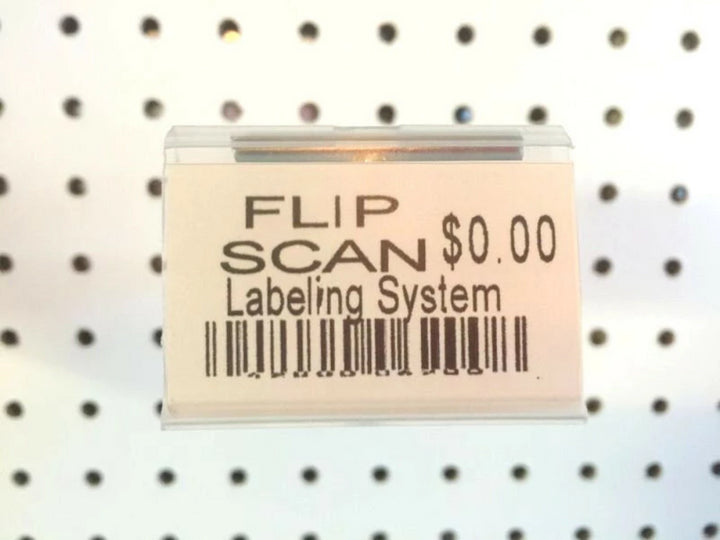 FLIP
SCAN $0.00
Labeling System